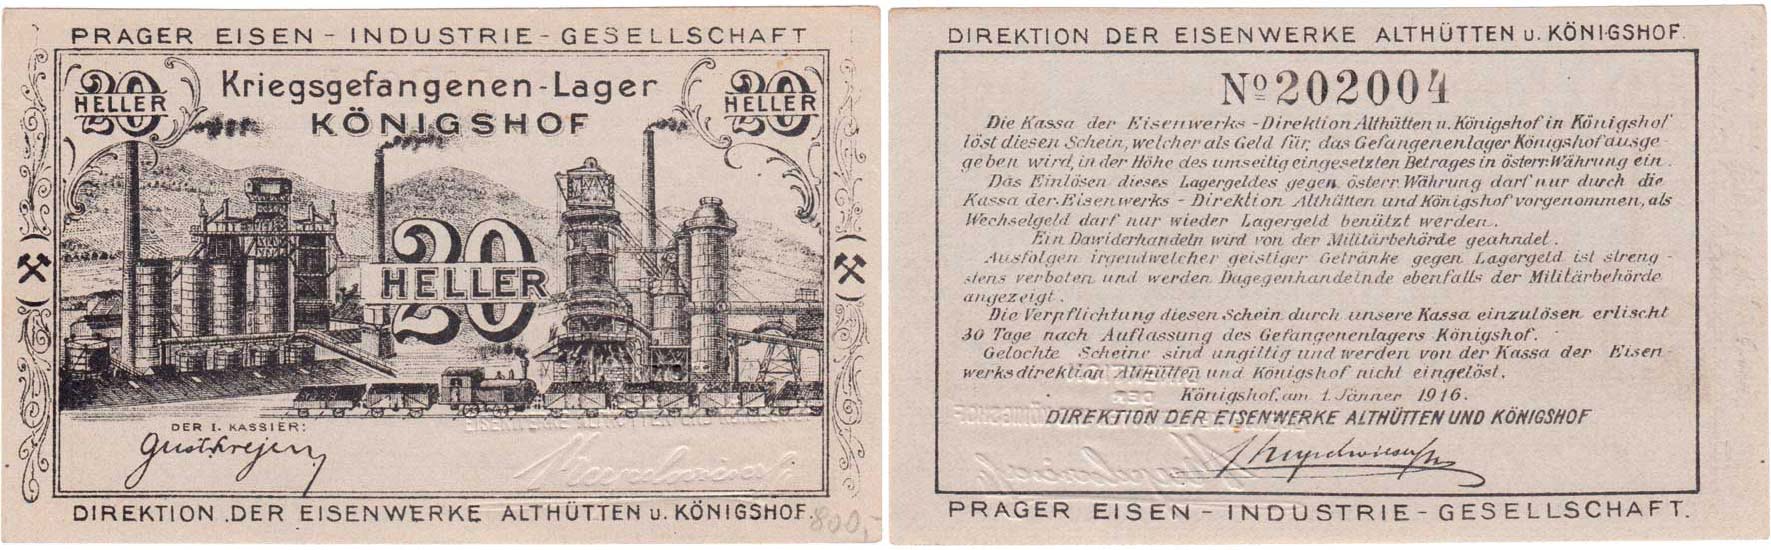 PRAGER EISEN - INDUSTRIE - GESELLSCHAFT
20 HELLER
Kriegsgefangenen-Lager
KÖNIGSHOF
20 HELLER
20 HELLER
DER I. KASSIER:
DIREKTION DER EISENWERKE ALTHÜTTEN u. KÖNIGSHOF.
800,-
DIREKTION DER EISENWERKE ALTHÜTTEN u. KÖNIGSHOF.
No 202004
Die Kassa der Eisenwerks - Direktion Althütten u. Königshof in Königshof
löst diesen Schein, welcher als Geld für das Gefangenenlager Königshof ausge-
geben wird, in der Höhe des umseitig eingesetzten Betrages in österr. Währung ein.
Das Einlösen dieses Lagergeldes gegen österr. Währung darf nur durch die
Kassa der Eisenwerks - Direktion Althütten und Königshof vorgenommen, als
Wechselgeld darf nur wieder Lagergeld benützt werden.
Ein Dawiderhandeln wird von der Militärbehörde geahndet.
Ausfolgen irgendwelcher geistiger Getränke gegen Lagergeld ist streng-
stens verboten und werden Dagegenhandelnde ebenfalls der Militärbehörde
angezeigt.
Die Verpflichtung diesen Schein durch unsere Kassa einzulösen erlischt
30 Tage nach Auflassung des Gefangenenlagers Königshof.
Gelochte Scheine sind ungiltig und werden von der Kassa der Eisen-
werksdirektion Althütten und Königshof nicht eingelöst.
Königshof, am 1. Jänner 1916.
DIREKTION DER EISENWERKE ALTHÜTTEN UND KÖNIGSHOF
PRAGER EISEN - INDUSTRIE - GESELLSCHAFT.